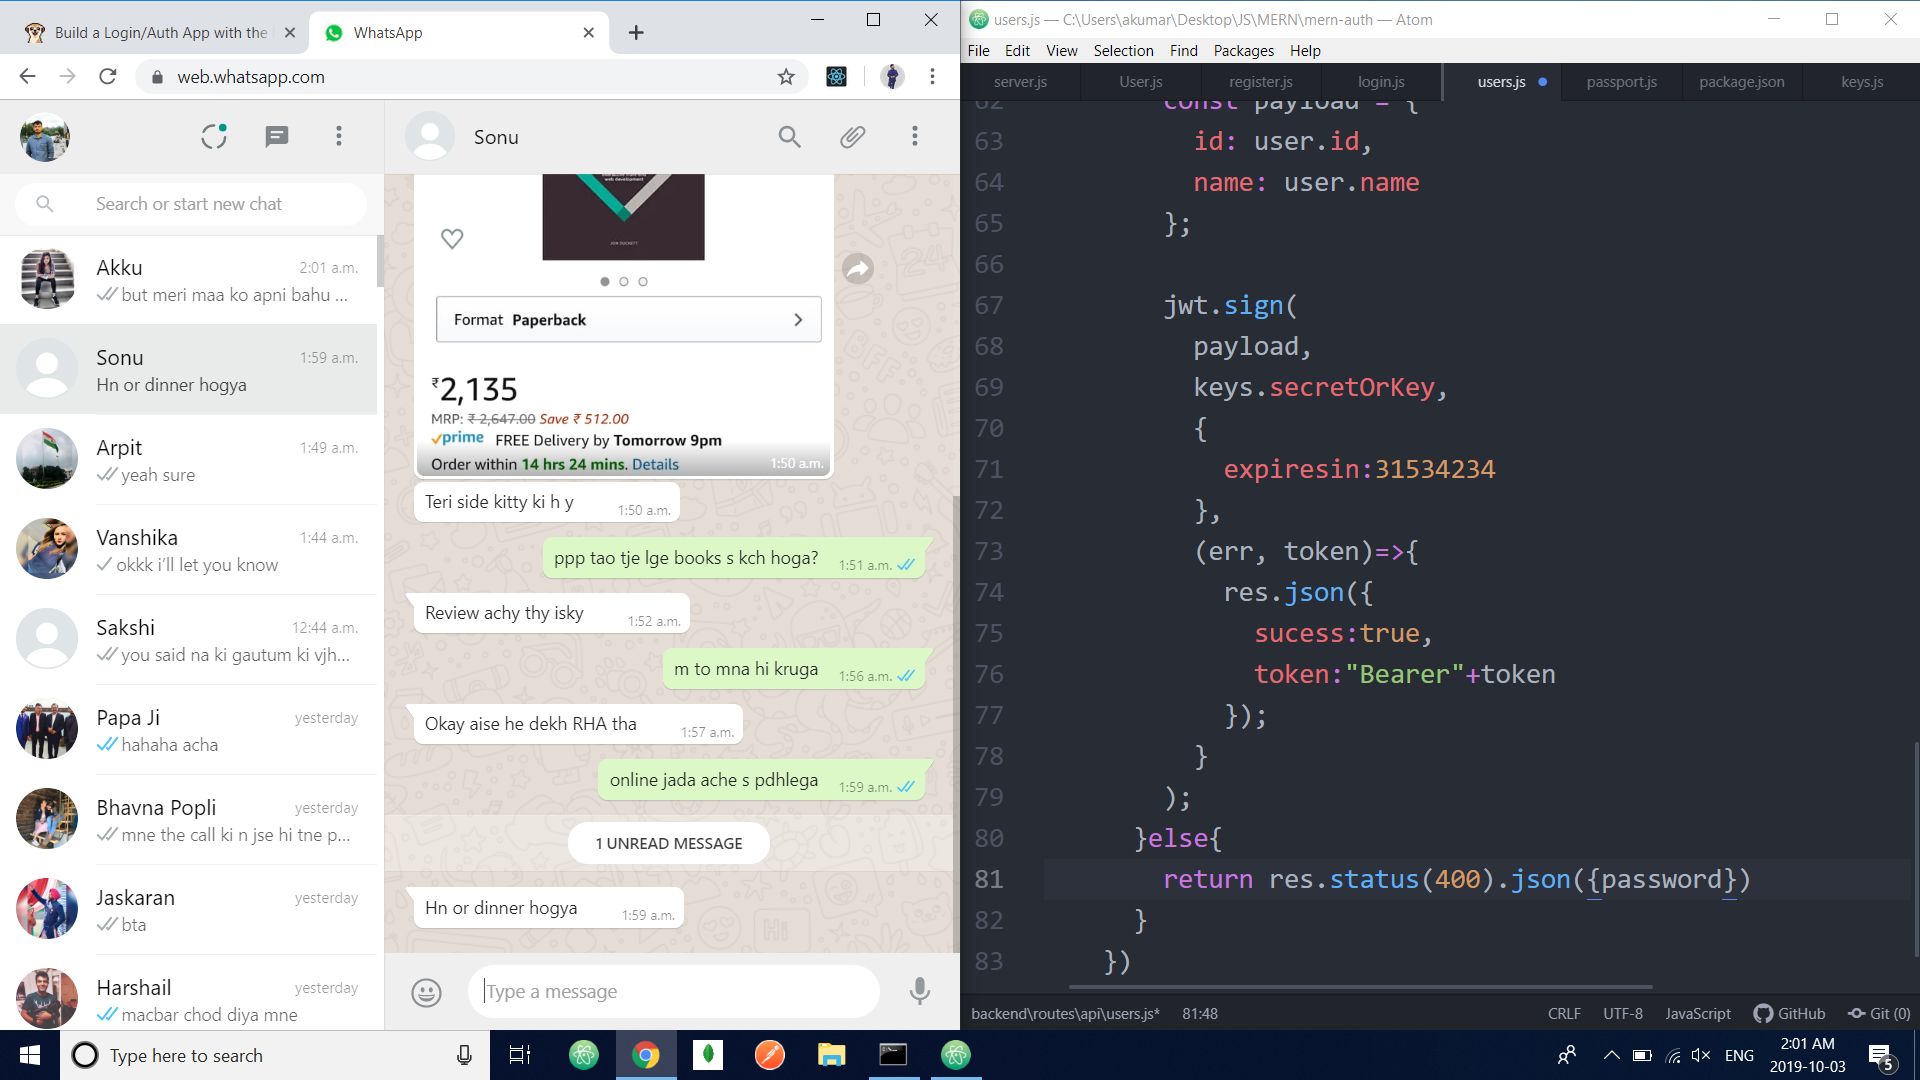 Build a Login/Auth App with the
WhatsApp
web.whatsapp.com
Search or start new chat
Akku
2:01 a.m.
but meri maa ko apni bahu ...
Sonu
1:59 a.m.
Hn or dinner hogya
Arpit
1:49 a.m.
yeah sure
Vanshika
1:44 a.m.
okkk i'll let you know
Sakshi
12:44 a.m.
you said na ki gautum ki vjh...
Papa Ji
yesterday
hahaha acha
Bhavna Popli
yesterday
mne the call ki n jse hi tne p...
Jaskaran
yesterday
bta
Harshail
yesterday
macbar chod diya mne
Sonu
web development
JON DUCKETT
Format Paperback
₹2,135
MRP: ₹ 2,647.00 Save ₹ 512.00
prime FREE Delivery by Tomorrow 9pm
Order within 14 hrs 24 mins. Details
1:50 a.m.
Teri side kitty ki h y
1:50 a.m.
ppp tao tje lge books s kch hoga?
1:51 a.m.
Review achy thy isky
1:52 a.m.
m to mna hi kruga
1:56 a.m.
Okay aise he dekh RHA tha
1:57 a.m.
online jada ache s pdhlega
1:59 a.m.
1 UNREAD MESSAGE
Hn or dinner hogya
1:59 a.m.
Type a message
users.js — C:\Users\akumar\Desktop\JS\MERN\mern-auth — Atom
File Edit View Selection Find Packages Help
server.js User.js register.js login.js users.js passport.js package.json keys.js
62 const payload = {
63 id: user.id,
64 name: user.name
65 };
66
67 jwt.sign(
68 payload,
69 keys.secretOrKey,
70 {
71 expiresin:31534234
72 },
73 (err, token)=>{
74 res.json({
75 sucess:true,
76 token:"Bearer"+token
77 });
78 }
79 );
80 }else{
81 return res.status(400).json({password})
82 }
83 })
backend\routes\api\users.js* 81:48
CRLF UTF-8 JavaScript GitHub Git (0)
Type here to search
ENG
2:01 AM
2019-10-03
5